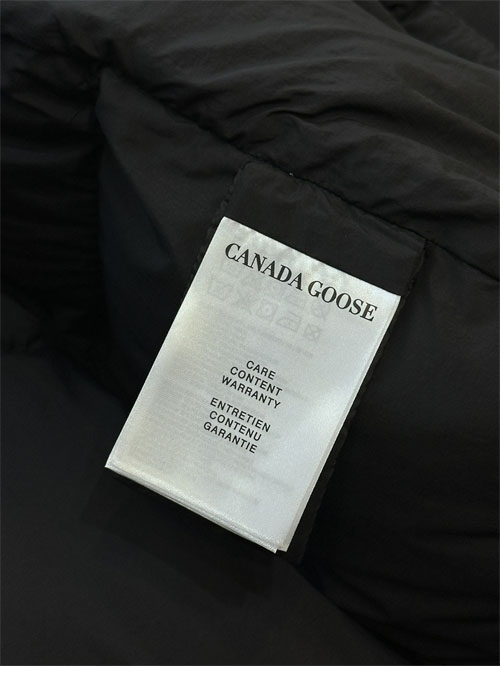 CANADA GOOSE
CARE
CONTENT
WARRANTY
ENTRETIEN
CONTENU
GARANTIE